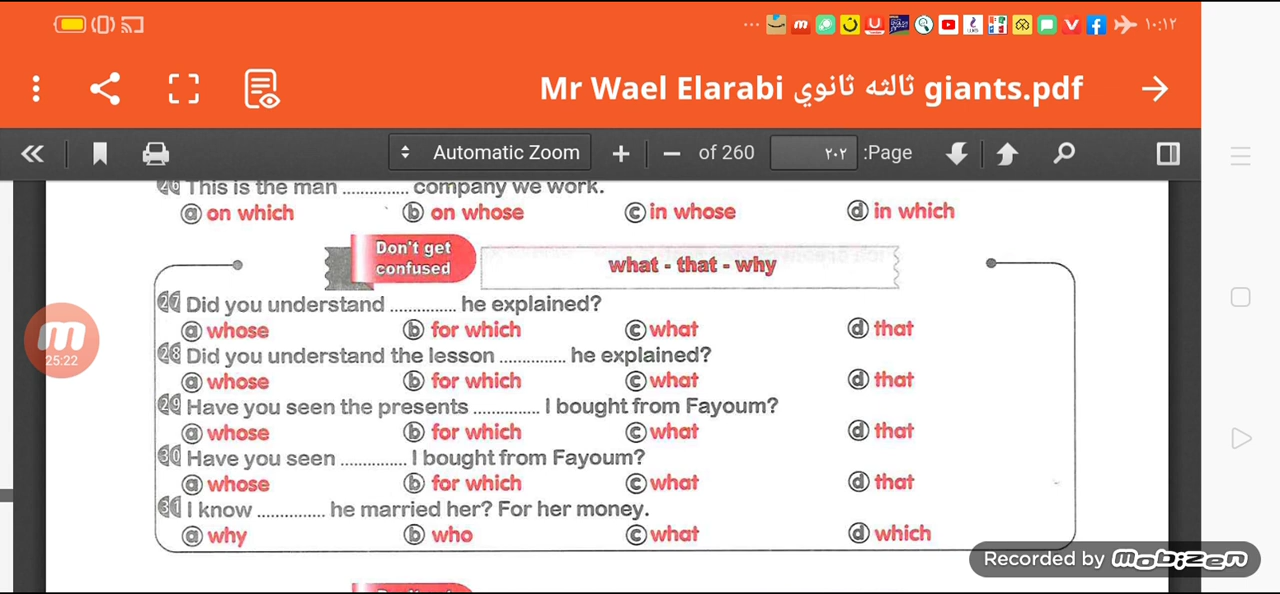 ١٠:١٢
Mr Wael Elarabi ثالثه ثانوي giants.pdf
Automatic Zoom of 260 ٢٠٢ :Page
26 This is the man ............. company we work.
a on which b on whose c in whose d in which
Don't get confused
what - that - why
27 Did you understand ............. he explained?
a whose b for which c what d that
28 Did you understand the lesson ............. he explained?
a whose b for which c what d that
29 Have you seen the presents ............. I bought from Fayoum?
a whose b for which c what d that
30 Have you seen ............. I bought from Fayoum?
a whose b for which c what d that
31 I know ............. he married her? For her money.
a why b who c what d which
25:22
Recorded by MOBIZEN